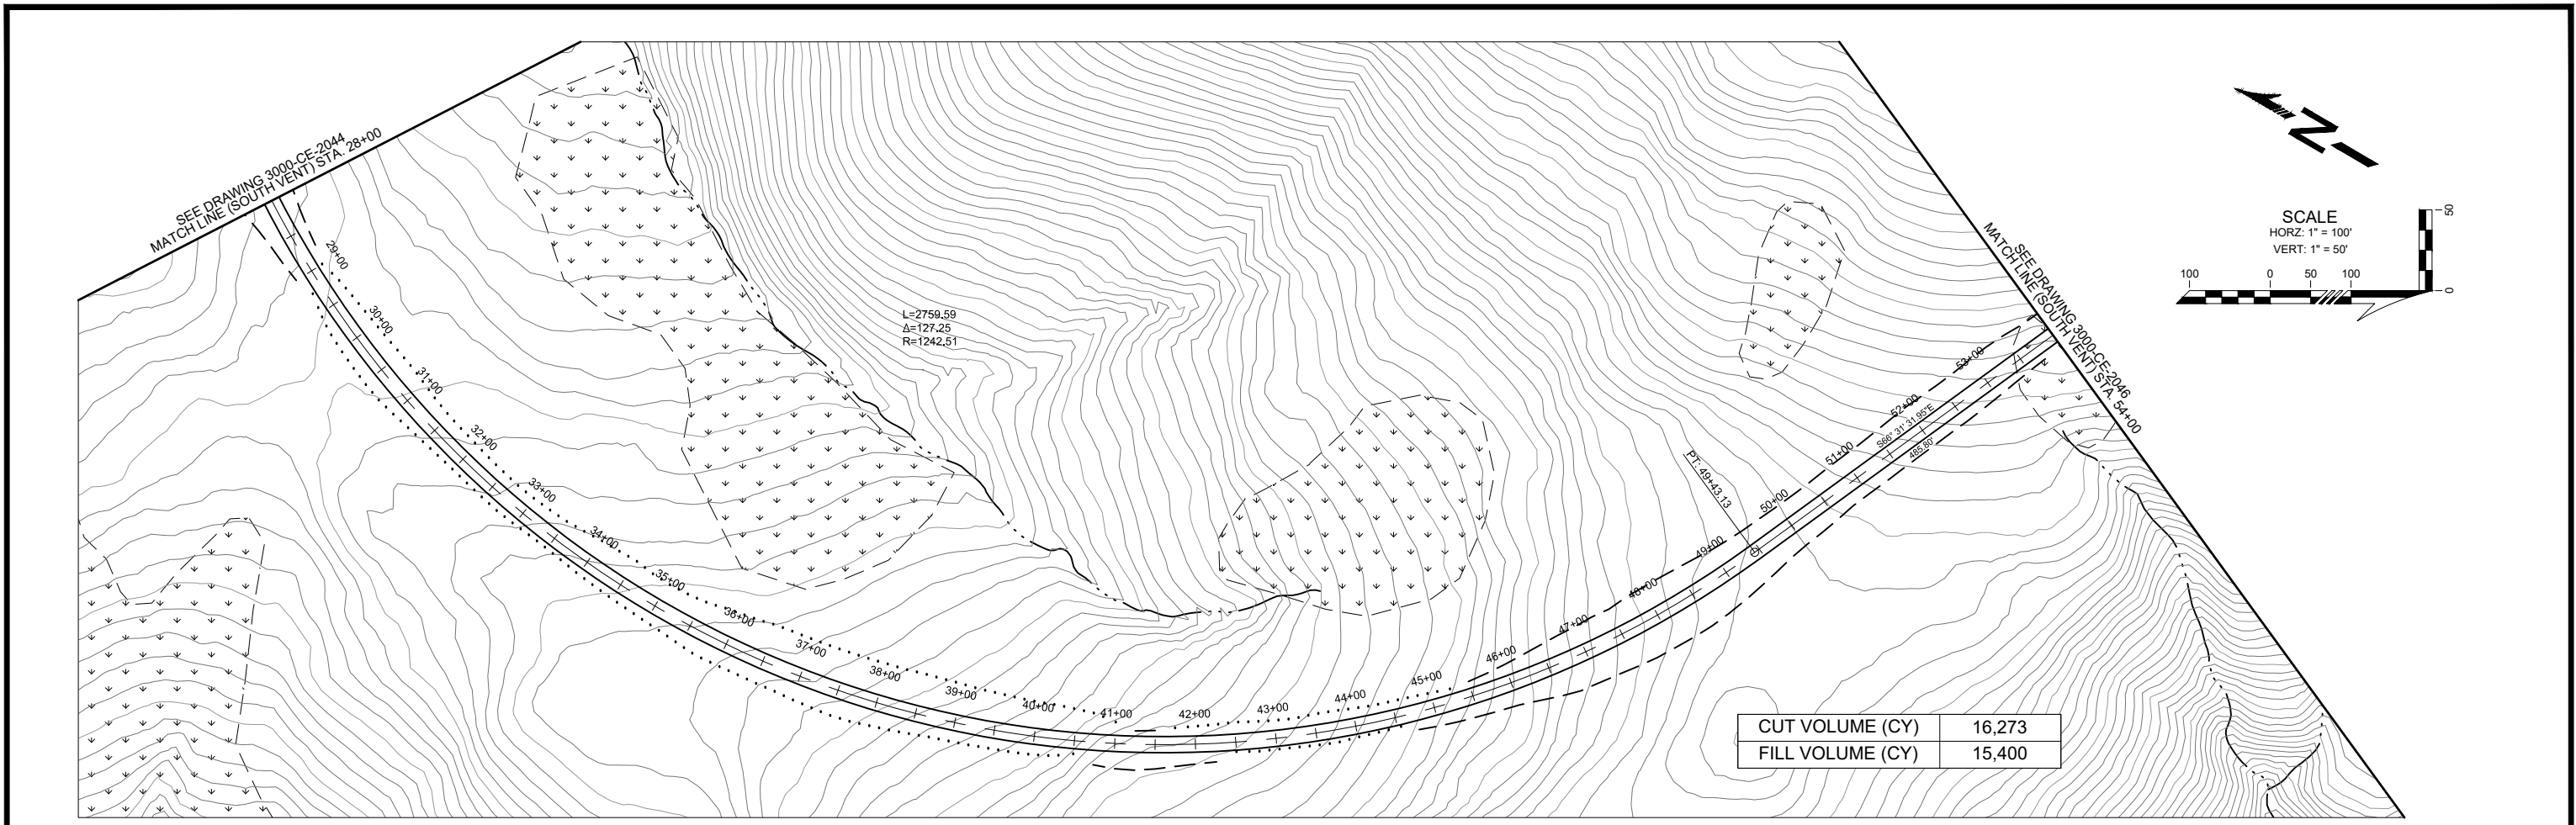 SEE DRAWING 3000-CE-2044
MATCH LINE (SOUTH VENT) STA. 28+00
29+00
30+00
31+00
32+00
33+00
34+00
35+00
36+00
37+00
38+00
39+00
40+00
41+00
42+00
43+00
44+00
45+00
46+00
47+00
48+00
49+00
50+00
51+00
52+00
53+00
L=2759.59
Δ=127.25
R=1242.51
PT: 49+43.13
S66° 31' 31.95"E
485.80'
SEE DRAWING 3000-CE-2046
MATCH LINE (SOUTH VENT) STA. 54+00
N
SCALE
HORZ: 1" = 100'
VERT: 1" = 50'
100 0 50 100
50
0
CUT VOLUME (CY) 16,273
FILL VOLUME (CY) 15,400